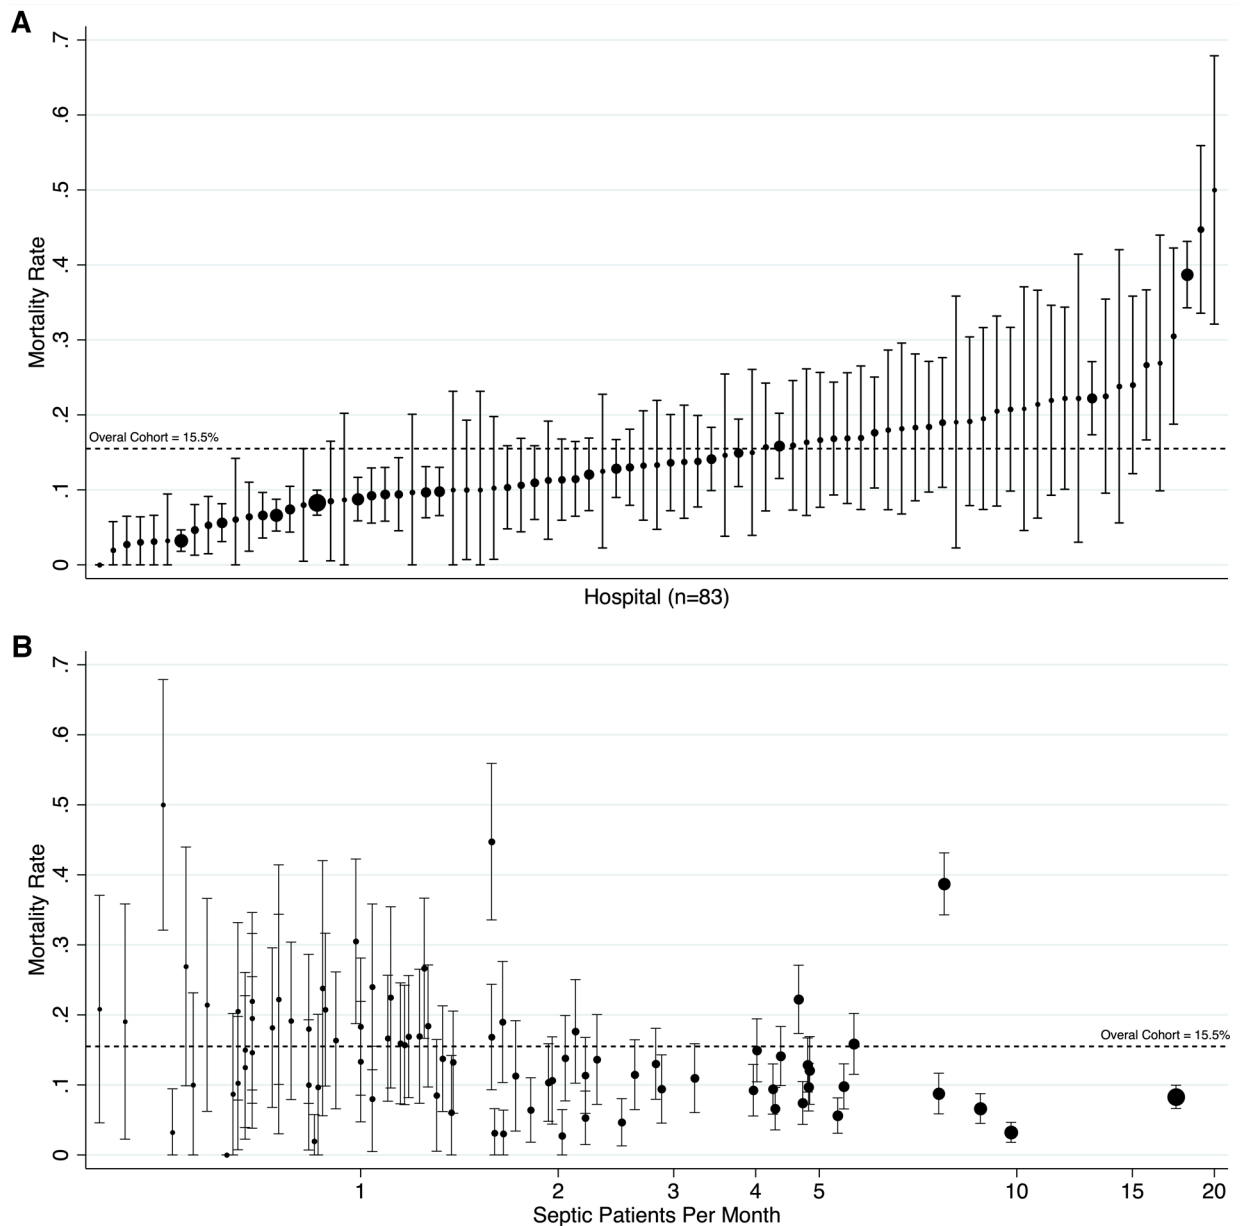 A
.7
.6
.5
.4
.3
.2
.1
0
Mortality Rate
Overal Cohort = 15.5%
Hospital (n=83)
B
.7
.6
.5
.4
.3
.2
.1
0
Mortality Rate
Overal Cohort = 15.5%
1 2 3 4 5 10 15 20
Septic Patients Per Month